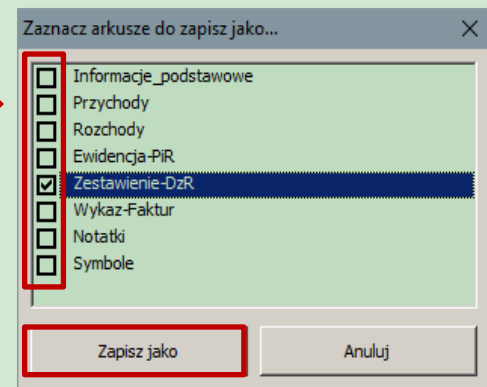 Zaznacz arkusze do zapisz jako...
Informacje_podstawowe
Przychody
Rozchody
Ewidencja-PiR
Zestawienie-DzR
Wykaz-Faktur
Notatki
Symbole
Zapisz jako
Anuluj